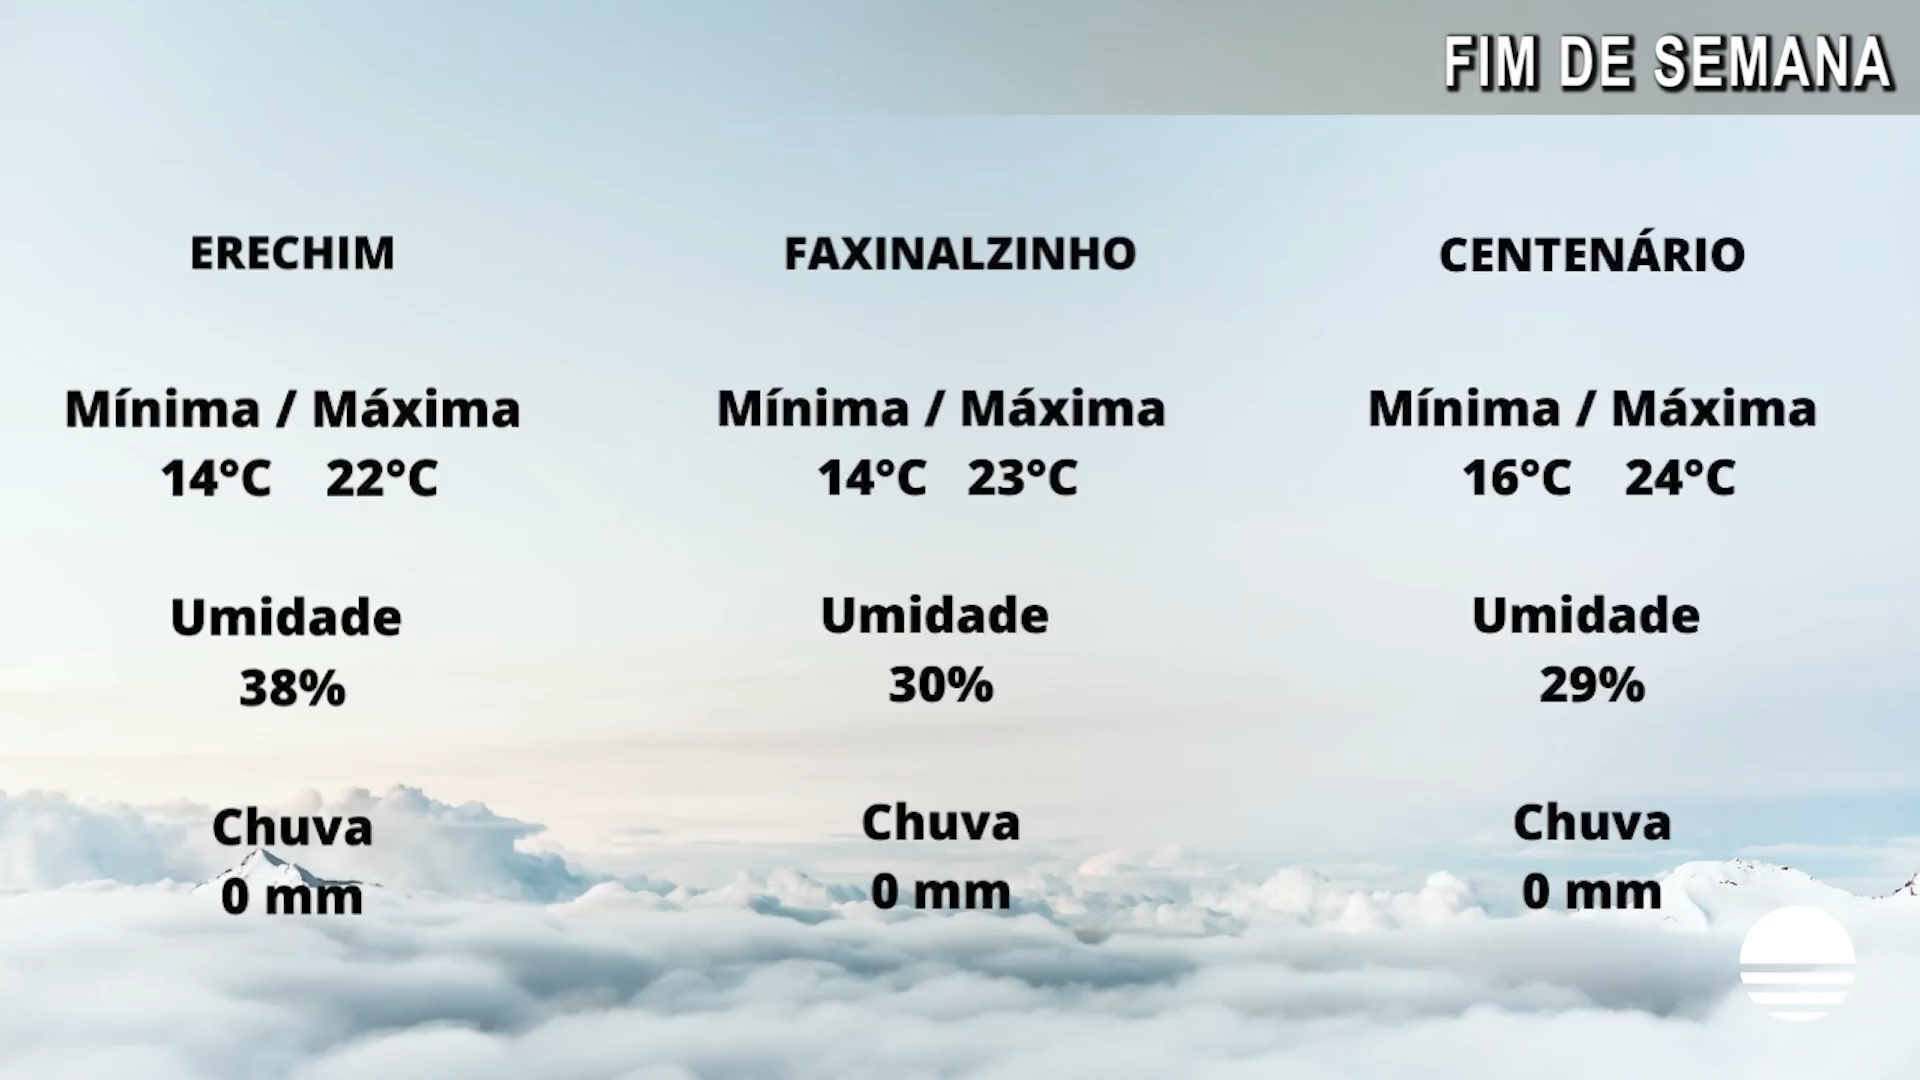 FIM DE SEMANA
ERECHIM
Mínima / Máxima
14°C 22°C
Umidade
38%
Chuva
0 mm
FAXINALZINHO
Mínima / Máxima
14°C 23°C
Umidade
30%
Chuva
0 mm
CENTENÁRIO
Mínima / Máxima
16°C 24°C
Umidade
29%
Chuva
0 mm